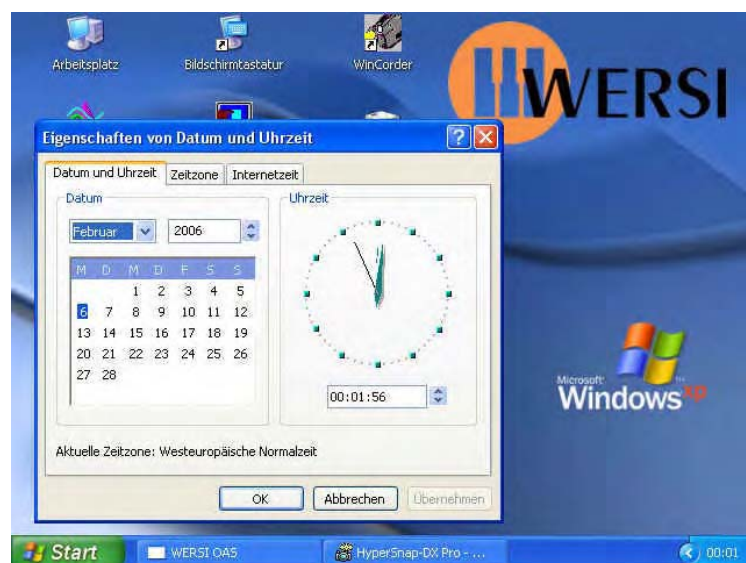 Arbeitsplatz
Bildschirmtastatur
WinCorder
WERSI
Eigenschaften von Datum und Uhrzeit
Datum und Uhrzeit Zeitzone Internetzeit
Datum
Uhrzeit
Februar 2006
M D M D F S S
1 2 3 4 5
6 7 8 9 10 11 12
13 14 15 16 17 18 19
20 21 22 23 24 25 26
27 28
00:01:56
Aktuelle Zeitzone: Westeuropäische Normalzeit
OK Abbrechen Übernehmen
Microsoft
Windows xp
Start WERSI OAS HyperSnap-DX Pro - ... 00:01